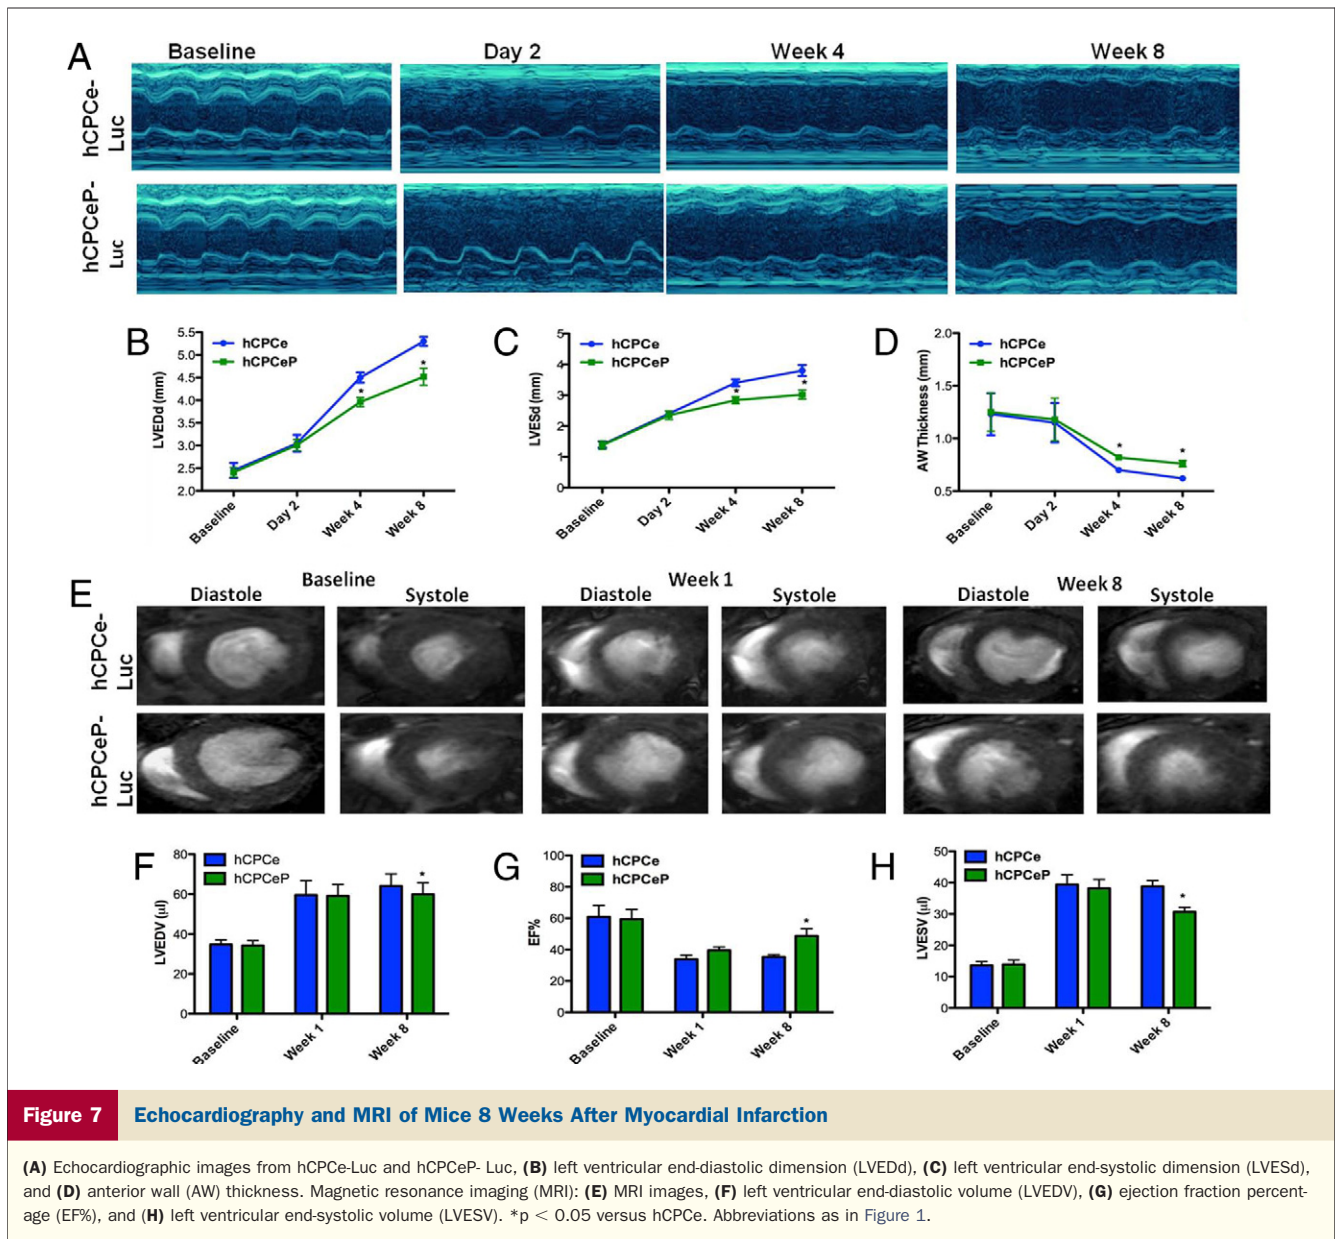 A
Baseline
Day 2
Week 4
Week 8
hCPCe-
Luc
hCPCeP-
Luc
B
5.5
5.0
4.5
4.0
3.5
3.0
2.5
2.0
LVEDd (mm)
hCPCe
hCPCeP
*
*
Baseline
Day 2
Week 4
Week 8
C
5
4
3
2
1
0
LVESd (mm)
hCPCe
hCPCeP
*
*
Baseline
Day 2
Week 4
Week 8
D
2.0
1.5
1.0
0.5
AW Thickness (mm)
hCPCe
hCPCeP
*
*
Baseline
Day 2
Week 4
Week 8
E
Baseline
Week 1
Week 8
Diastole
Systole
Diastole
Systole
Diastole
Systole
hCPCe-
Luc
hCPCeP-
Luc
F
80
60
40
20
0
LVEDV (µl)
hCPCe
hCPCeP
*
Baseline
Week 1
Week 8
G
100
80
60
40
20
0
EF%
hCPCe
hCPCeP
*
Baseline
Week 1
Week 8
H
50
40
30
20
10
0
LVESV (µl)
hCPCe
hCPCeP
*
Baseline
Week 1
Week 8
Figure 7
Echocardiography and MRI of Mice 8 Weeks After Myocardial Infarction
(A) Echocardiographic images from hCPCe-Luc and hCPCeP- Luc, (B) left ventricular end-diastolic dimension (LVEDd), (C) left ventricular end-systolic dimension (LVESd),
and (D) anterior wall (AW) thickness. Magnetic resonance imaging (MRI): (E) MRI images, (F) left ventricular end-diastolic volume (LVEDV), (G) ejection fraction percent-
age (EF%), and (H) left ventricular end-systolic volume (LVESV). *p < 0.05 versus hCPCe. Abbreviations as in Figure 1.